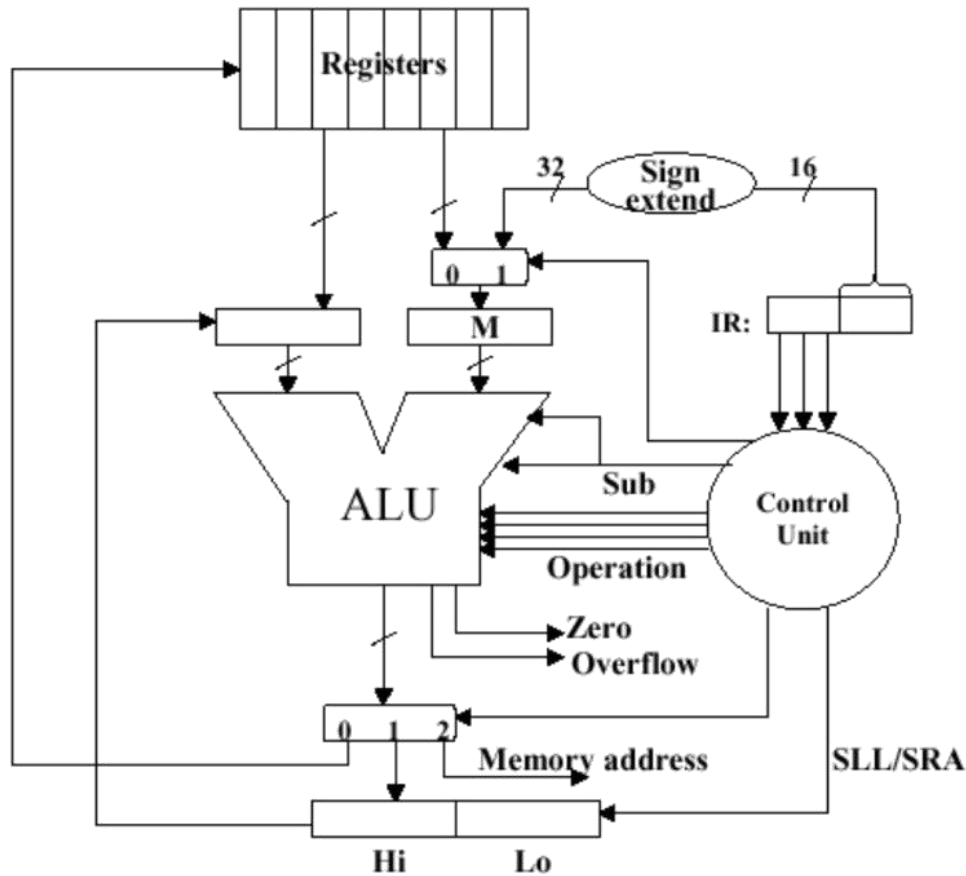 Registers
32
Sign
extend
16
0 1
M
IR:
ALU
Sub
Control
Unit
Operation
Zero
Overflow
0 1 2
Memory address
SLL/SRA
Hi
Lo